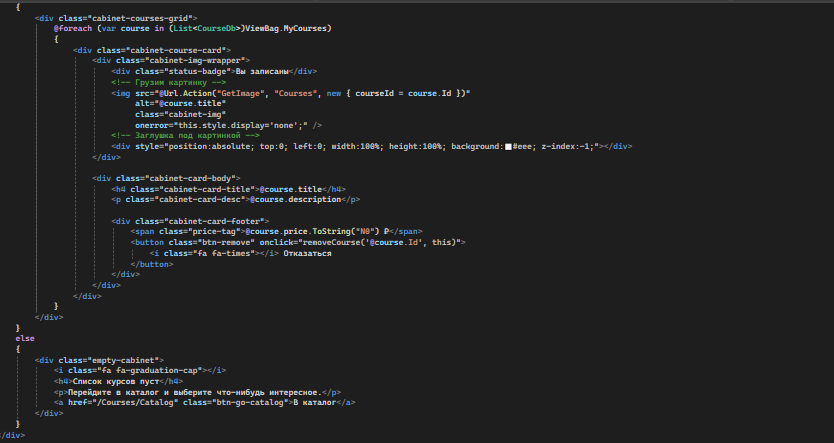 {
<div class="cabinet-courses-grid">
@foreach (var course in (List<CourseDb>)ViewBag.MyCourses)
{
<div class="cabinet-course-card">
<div class="cabinet-img-wrapper">
<div class="status-badge">Вы записаны</div>
<!-- Грузим картинку -->
<img src="@Url.Action("GetImage", "Courses", new { courseId = course.Id })"
alt="@course.title"
class="cabinet-img"
onerror="this.style.display='none';" />
<!-- Заглушка под картинкой -->
<div style="position:absolute; top:0; left:0; width:100%; height:100%; background:#eee; z-index:-1;"></div>
</div>
<div class="cabinet-card-body">
<h4 class="cabinet-card-title">@course.title</h4>
<p class="cabinet-card-desc">@course.description</p>
<div class="cabinet-card-footer">
<span class="price-tag">@course.price.ToString("N0") ₽</span>
<button class="btn-remove" onclick="removeCourse('@course.Id', this)">
<i class="fa fa-times"></i> Отказаться
</button>
</div>
</div>
</div>
}
</div>
}
else
{
<div class="empty-cabinet">
<i class="fa fa-graduation-cap"></i>
<h4>Список курсов пуст</h4>
<p>Перейдите в каталог и выберите что-нибудь интересное.</p>
<a href="/Courses/Catalog" class="btn-go-catalog">В каталог</a>
</div>
}
</div>